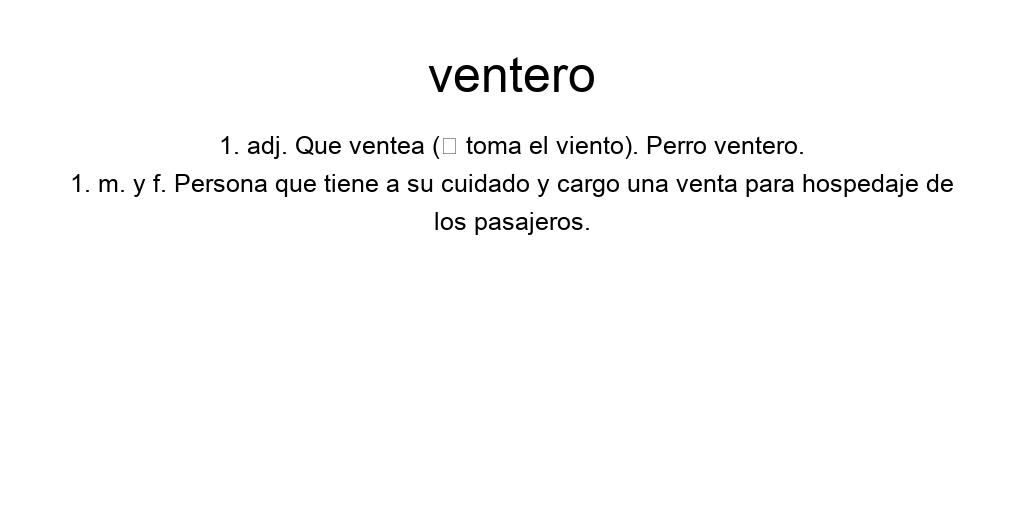 ventero
1. adj. Que ventea (□ toma el viento). Perro ventero.
1. m. y f. Persona que tiene a su cuidado y cargo una venta para hospedaje de
los pasajeros.